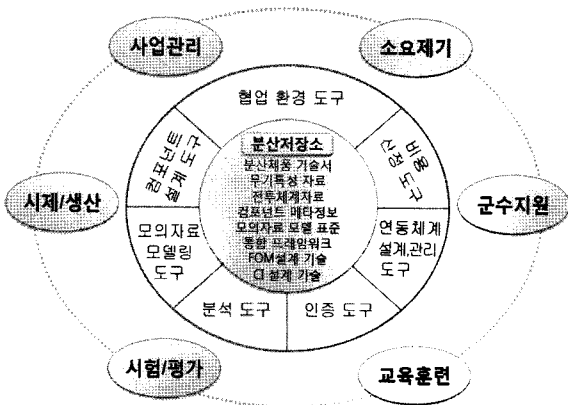 사업관리
소요제기
협업 환경 도구
컴포넌트
설계 도구
비용
산정 도구
분산저장소
분산제품 기술서
무기특성 자료
전투체계자료
컴포넌트 메타정보
모의자료 모델 표준
통합 프레임워크
FOM설계 기술
CI 설계 기술
시제/생산
군수지원
모의자료
모델링
도구
연동체계
설계,관리
도구
분석 도구
인증 도구
시험/평가
교육훈련